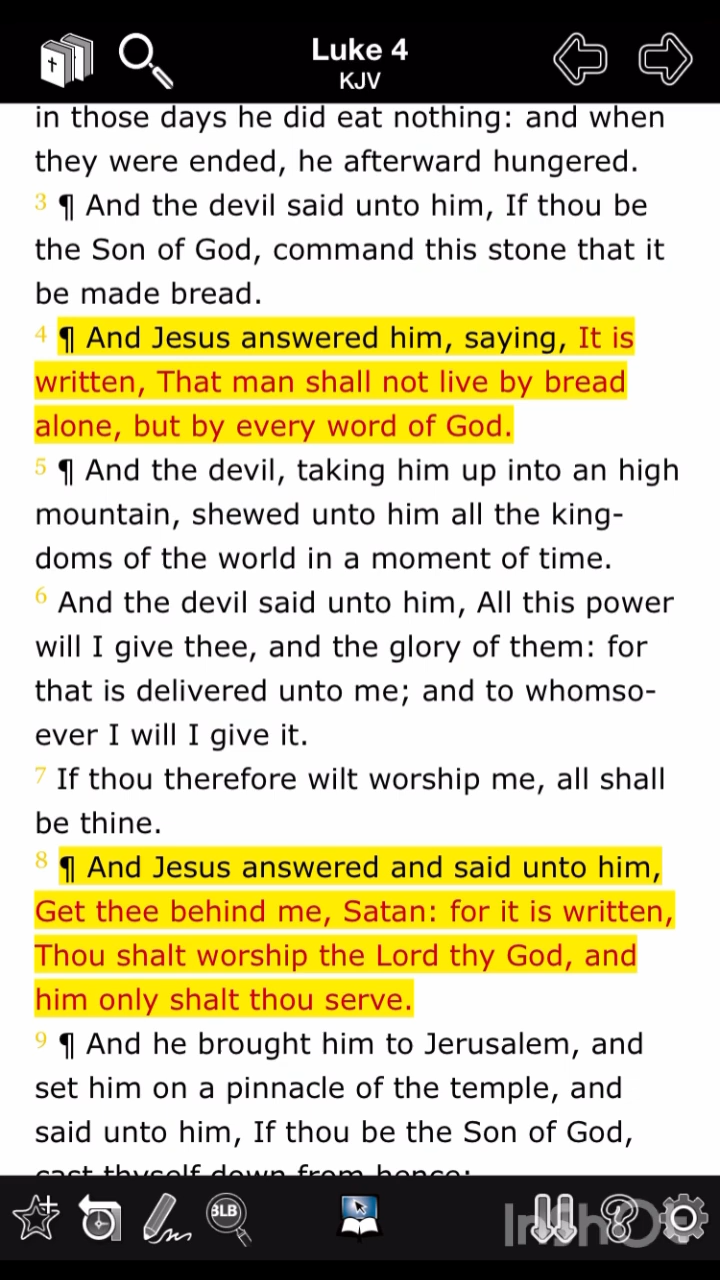 Luke 4
KJV
in those days he did eat nothing: and when
they were ended, he afterward hungered.
3 ¶ And the devil said unto him, If thou be
the Son of God, command this stone that it
be made bread.
4 ¶ And Jesus answered him, saying, It is
written, That man shall not live by bread
alone, but by every word of God.
5 ¶ And the devil, taking him up into an high
mountain, shewed unto him all the king-
doms of the world in a moment of time.
6 And the devil said unto him, All this power
will I give thee, and the glory of them: for
that is delivered unto me; and to whomso-
ever I will I give it.
7 If thou therefore wilt worship me, all shall
be thine.
8 ¶ And Jesus answered and said unto him,
Get thee behind me, Satan: for it is written,
Thou shalt worship the Lord thy God, and
him only shalt thou serve.
9 ¶ And he brought him to Jerusalem, and
set him on a pinnacle of the temple, and
said unto him, If thou be the Son of God,
cast thyself down from hence:
BLB
InShOt